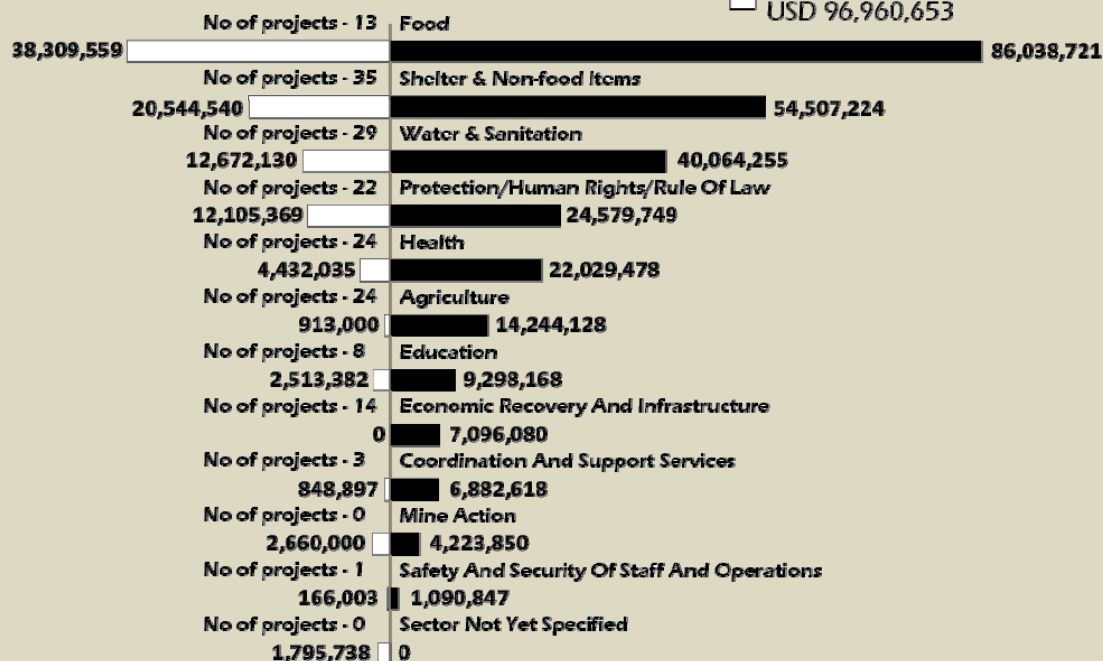 USD 96,960,653
No of projects - 13 Food
38,309,559 86,038,721
No of projects - 35 Shelter & Non-food Items
20,544,540 54,507,224
No of projects - 29 Water & Sanitation
12,672,130 40,064,255
No of projects - 22 Protection/Human Rights/Rule Of Law
12,105,369 24,579,749
No of projects - 24 Health
4,432,035 22,029,478
No of projects - 24 Agriculture
913,000 14,244,128
No of projects - 8 Education
2,513,382 9,298,168
No of projects - 14 Economic Recovery And Infrastructure
0 7,096,080
No of projects - 3 Coordination And Support Services
848,897 6,882,618
No of projects - 0 Mine Action
2,660,000 4,223,850
No of projects - 1 Safety And Security Of Staff And Operations
166,003 1,090,847
No of projects - 0 Sector Not Yet Specified
1,795,738 0